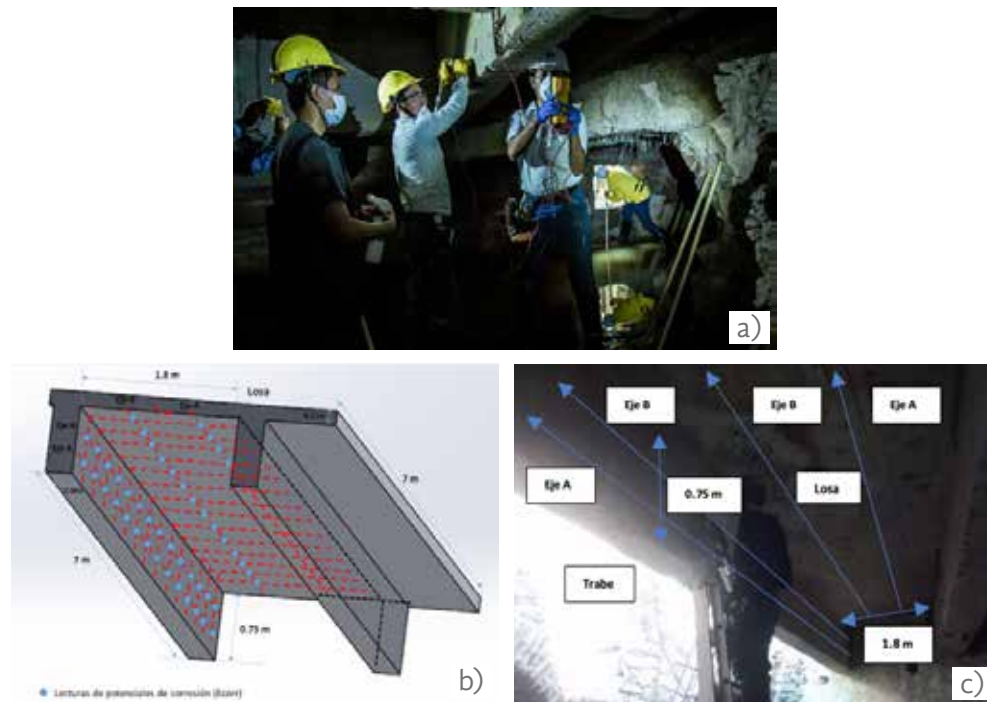 a)
1.8 m
Losa
7 m
7 m
0.75 m
Lecturas de potenciales de corrosión (Ecorr)
b)
Eje B
Eje B
Eje A
Eje A
0.75 m
Losa
Trabe
1.8 m
c)